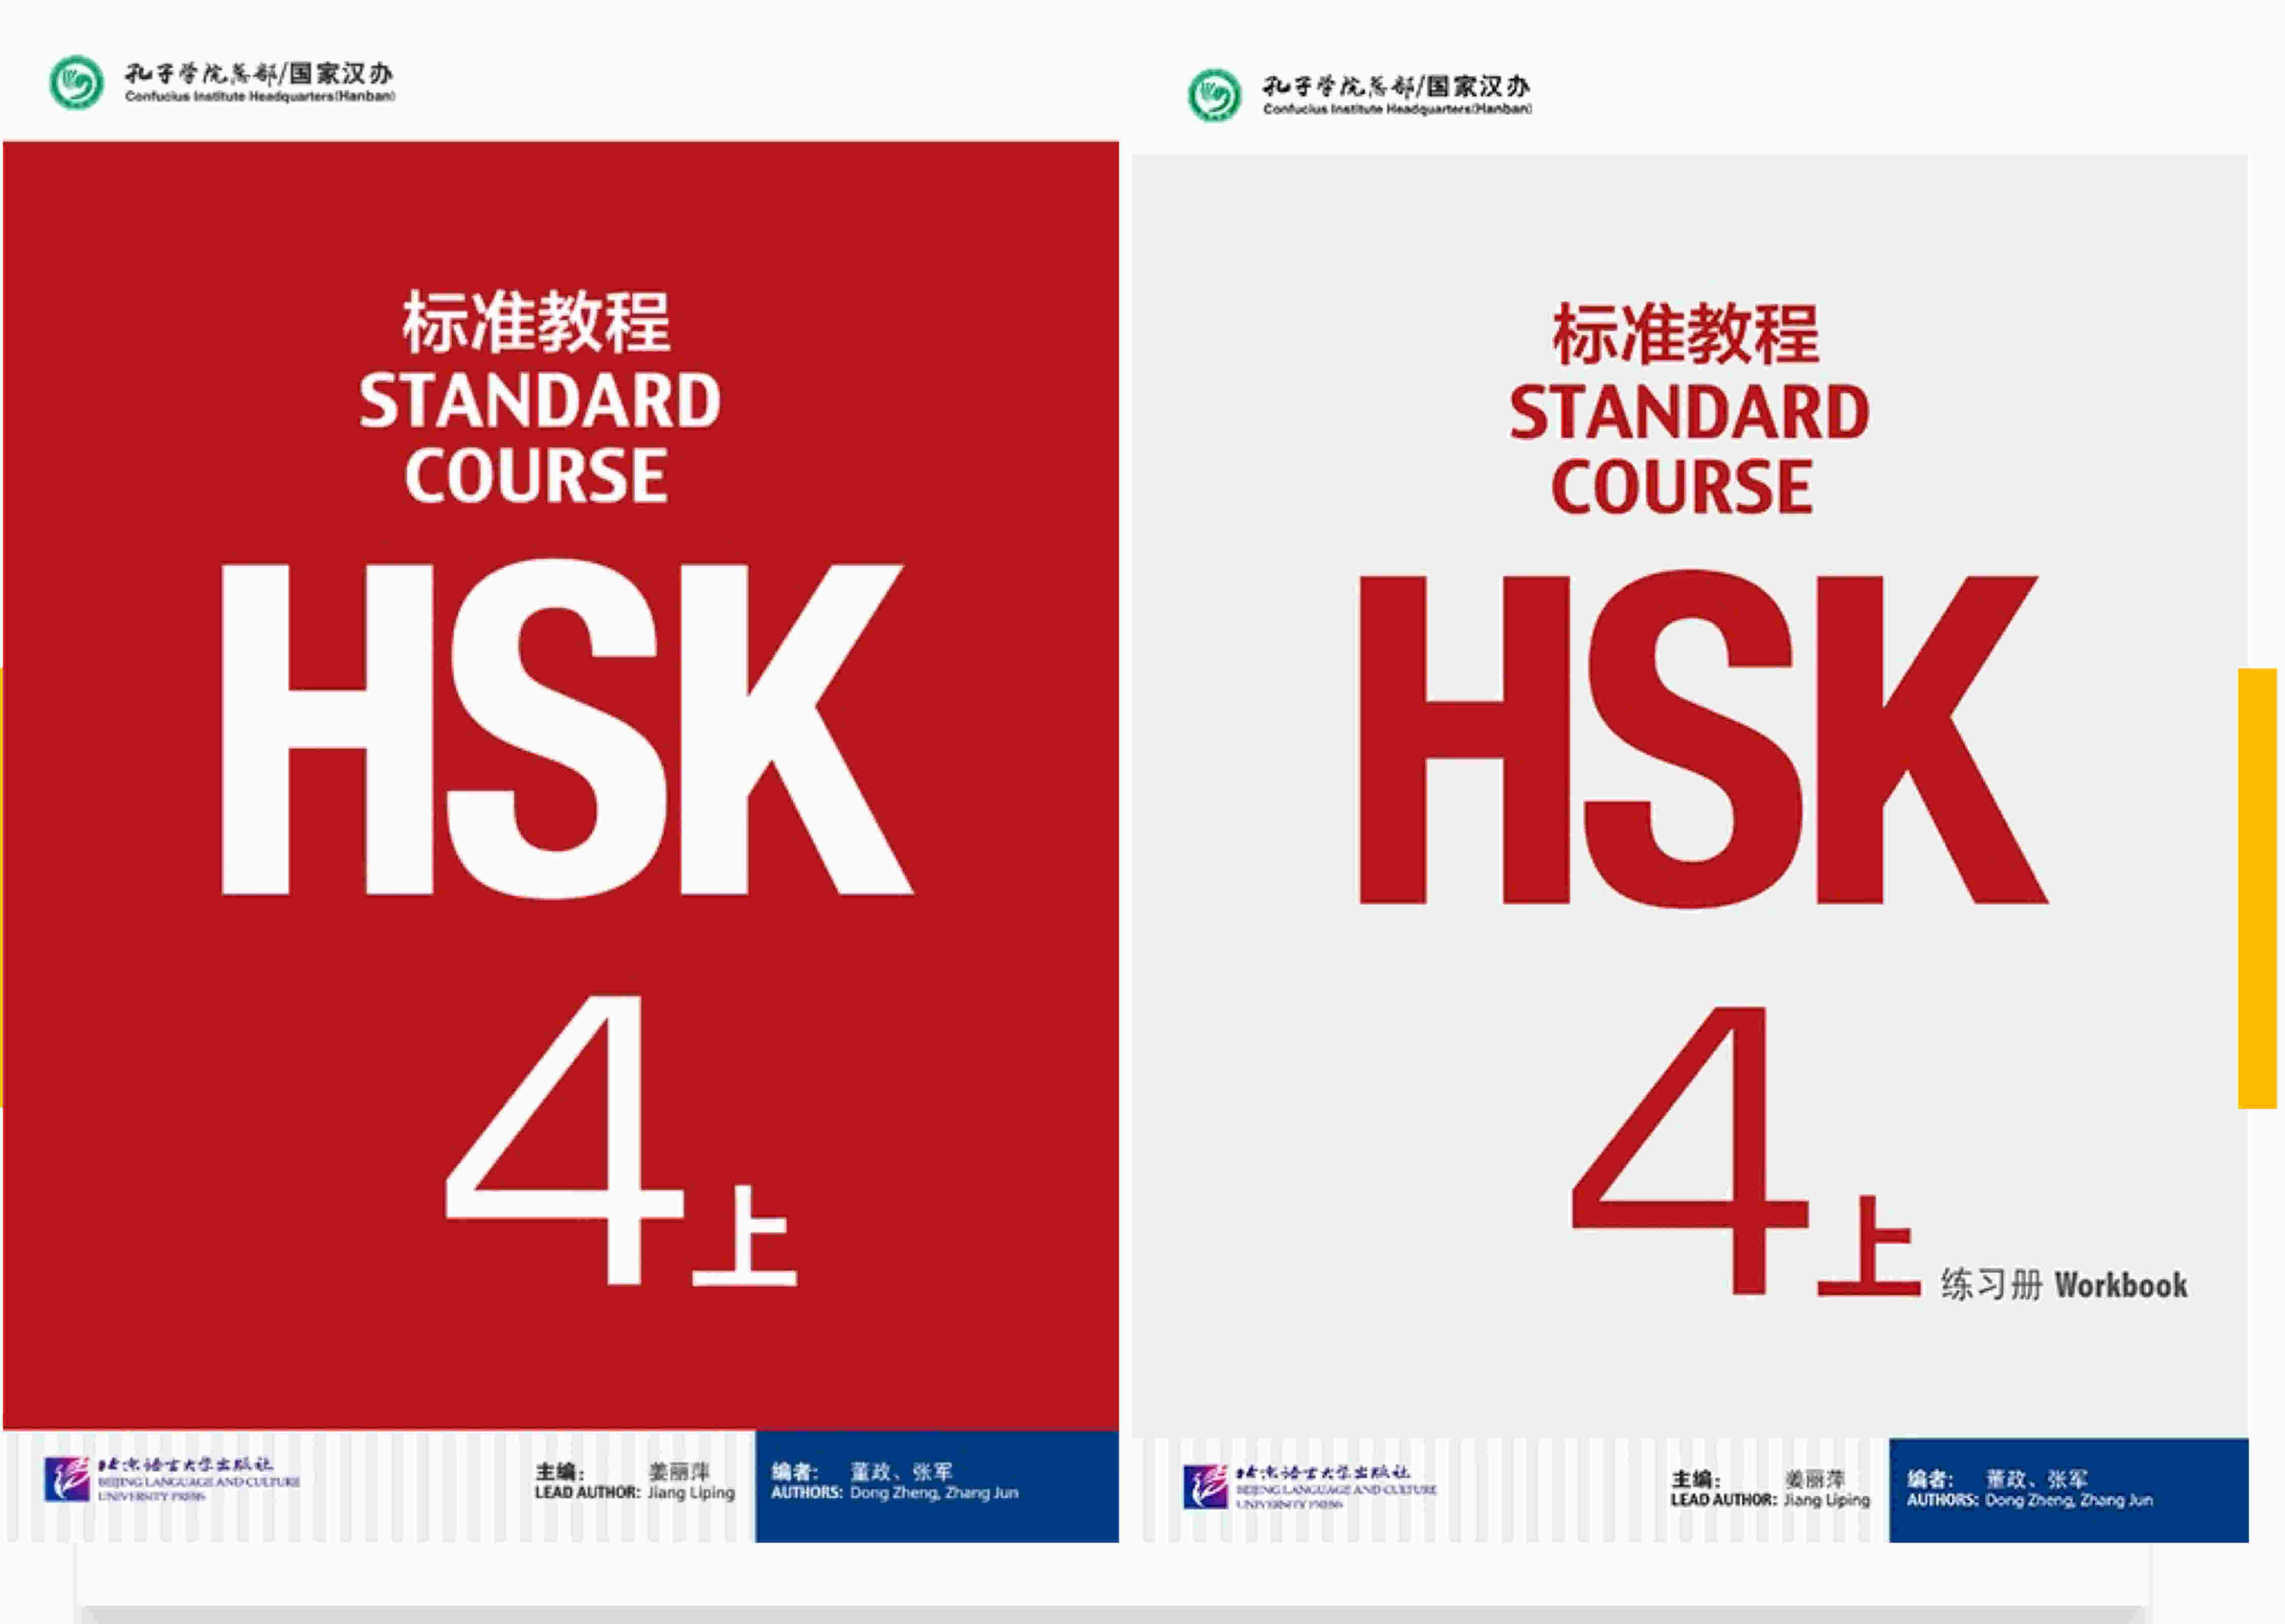 孔子学院总部/国家汉办
Confucius Institute Headquarters(Hanban)
标准教程
STANDARD
COURSE
HSK
4上
北京语言大学出版社
BEIJING LANGUAGE AND CULTURE
UNIVERSITY PRESS
主编: 姜丽萍
LEAD AUTHOR: Jiang Liping
编者: 董政、张军
AUTHORS: Dong Zheng, Zhang Jun
孔子学院总部/国家汉办
Confucius Institute Headquarters(Hanban)
标准教程
STANDARD
COURSE
HSK
4上 练习册 Workbook
北京语言大学出版社
BEIJING LANGUAGE AND CULTURE
UNIVERSITY PRESS
主编: 姜丽萍
LEAD AUTHOR: Jiang Liping
编者: 董政、张军
AUTHORS: Dong Zheng, Zhang Jun